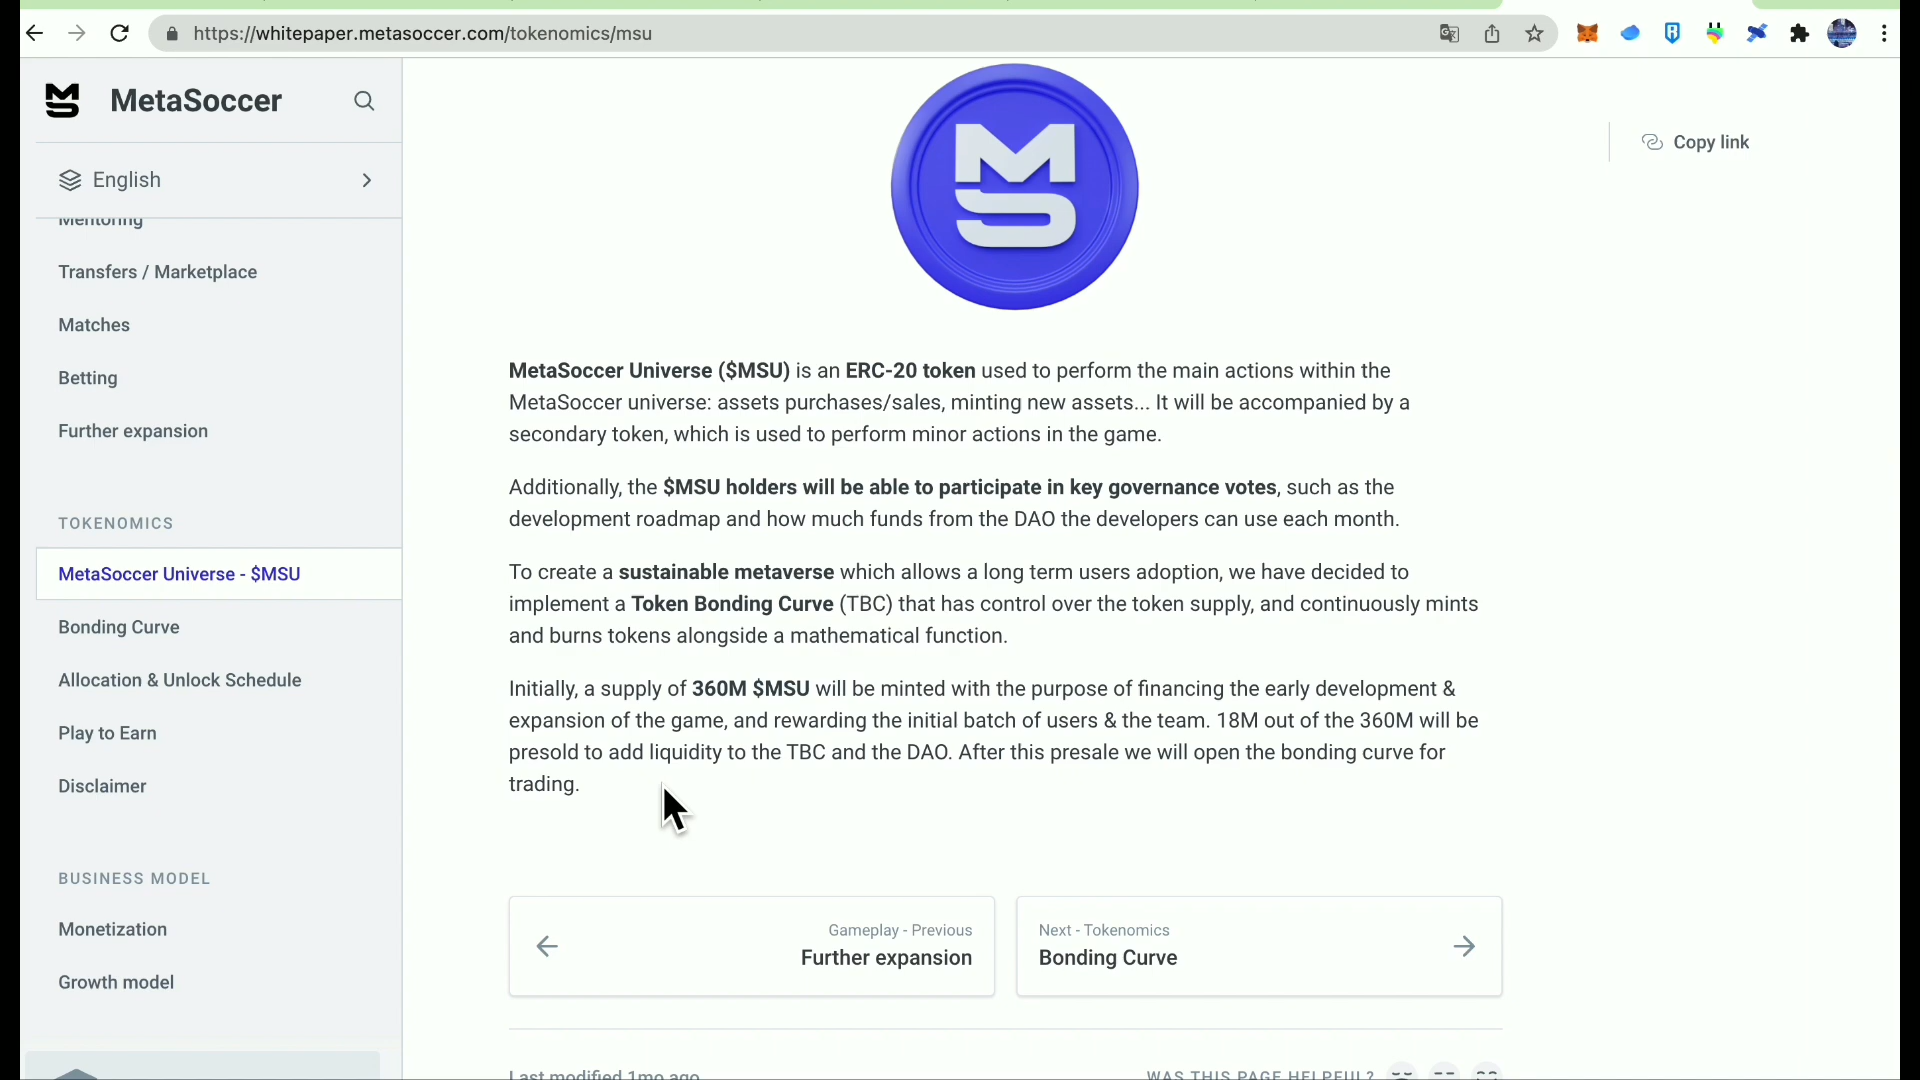 https://whitepaper.metasoccer.com/tokenomics/msu
MS
MetaSoccer
English
Mentoring
Transfers / Marketplace
Matches
Betting
Further expansion
TOKENOMICS
MetaSoccer Universe - $MSU
Bonding Curve
Allocation & Unlock Schedule
Play to Earn
Disclaimer
BUSINESS MODEL
Monetization
Growth model
MS
Copy link
MetaSoccer Universe ($MSU) is an ERC-20 token used to perform the main actions within the
MetaSoccer universe: assets purchases/sales, minting new assets... It will be accompanied by a
secondary token, which is used to perform minor actions in the game.
Additionally, the $MSU holders will be able to participate in key governance votes, such as the
development roadmap and how much funds from the DAO the developers can use each month.
To create a sustainable metaverse which allows a long term users adoption, we have decided to
implement a Token Bonding Curve (TBC) that has control over the token supply, and continuously mints
and burns tokens alongside a mathematical function.
Initially, a supply of 360M $MSU will be minted with the purpose of financing the early development &
expansion of the game, and rewarding the initial batch of users & the team. 18M out of the 360M will be
presold to add liquidity to the TBC and the DAO. After this presale we will open the bonding curve for
trading.
Gameplay - Previous
Further expansion
Next - Tokenomics
Bonding Curve
Last modified 1mo ago
WAS THIS PAGE HELPFUL?